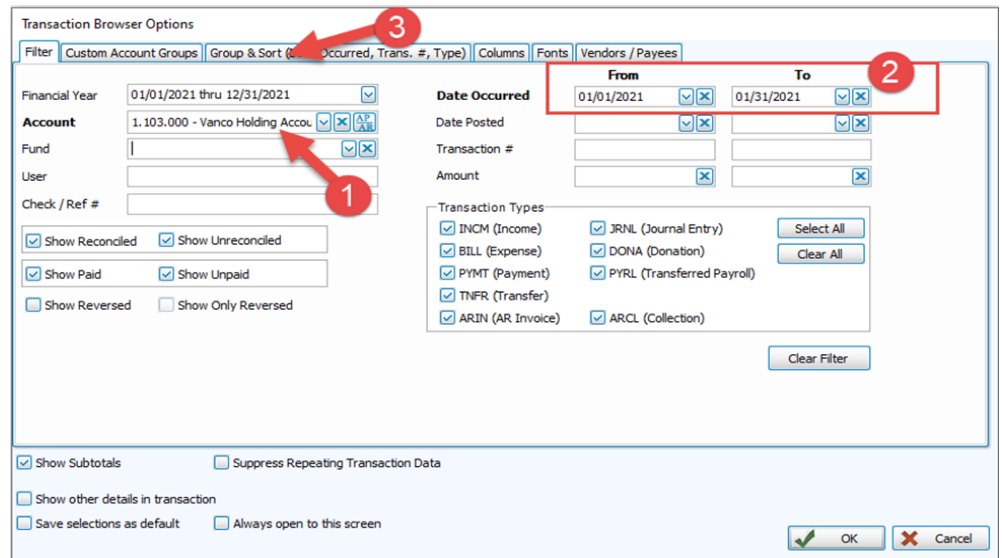 Transaction Browser Options
3
Filter Custom Account Groups Group & Sort ( Occurred, Trans. #, Type) Columns Fonts Vendors / Payees
From To 2
Financial Year 01/01/2021 thru 12/31/2021 Date Occurred 01/01/2021 01/31/2021
Account 1.103.000 - Vanco Holding Accou AP AR Date Posted
Fund Transaction #
User 1 Amount
Check / Ref #
Transaction Types
Show Reconciled Show Unreconciled INCM (Income) JRNL (Journal Entry) Select All
BILL (Expense) DONA (Donation) Clear All
Show Paid Show Unpaid PYMT (Payment) PYRL (Transferred Payroll)
TNFR (Transfer)
Show Reversed Show Only Reversed ARIN (AR Invoice) ARCL (Collection)
Clear Filter
Show Subtotals Suppress Repeating Transaction Data
Show other details in transaction
Save selections as default Always open to this screen
OK Cancel